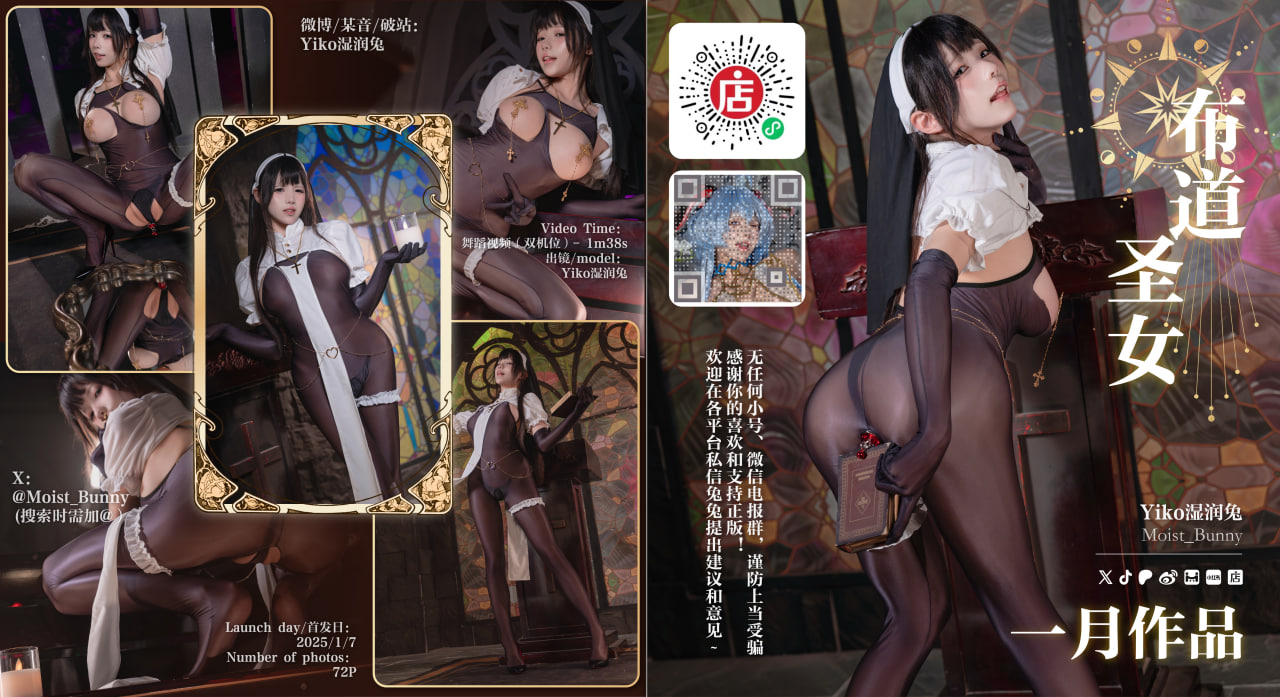 微博/某音/破站：
Yiko湿润兔
Video Time:
舞蹈视频（双机位）- 1m38s
出镜/model:
Yiko湿润兔
X:
@Moist_Bunny
(搜索时需加@ )
Launch day/首发日:
2025/1/7
Number of photos:
72P
店
布道
圣女
无任何小号、微信电报群，谨防上当受骗
感谢你的喜欢和支持正版！
欢迎在各平台私信兔兔提出建议和意见~
Yiko湿润兔
Moist_Bunny
店
一月作品